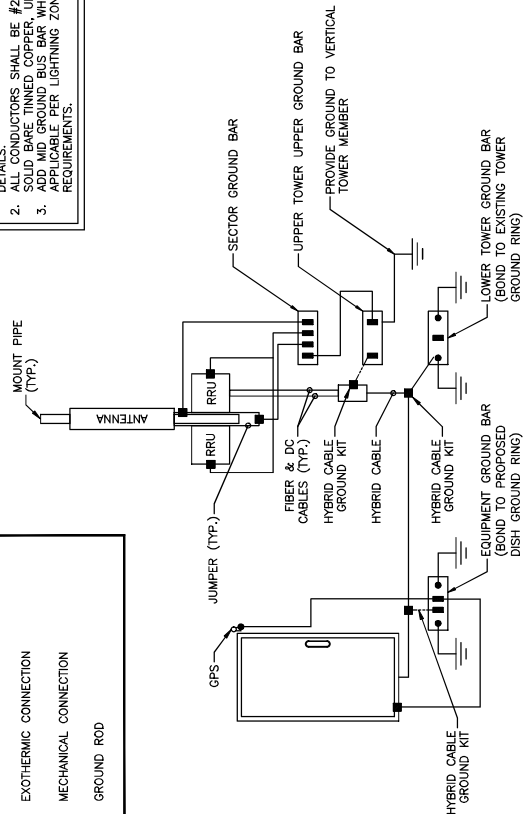 DETAILS.
2. ALL CONDUCTORS SHALL BE #2
SOLID BARE TINNED COPPER, U
3. ADD MID GROUND BUS BAR WH
APPLICABLE PER LIGHTNING ZON
REQUIREMENTS.
EXOTHERMIC CONNECTION
MECHANICAL CONNECTION
GROUND ROD
MOUNT PIPE
(TYP.)
ANTENNA
RRU
RRU
SECTOR GROUND BAR
UPPER TOWER UPPER GROUND BAR
PROVIDE GROUND TO VERTICAL
TOWER MEMBER
JUMPER (TYP.)
FIBER & DC
CABLES (TYP.)
HYBRID CABLE
GROUND KIT
HYBRID CABLE
HYBRID CABLE
GROUND KIT
LOWER TOWER GROUND BAR
(BOND TO EXISTING TOWER
GROUND RING)
GPS
EQUIPMENT GROUND BAR
(BOND TO PROPOSED
DISH GROUND RING)
HYBRID CABLE
GROUND KIT